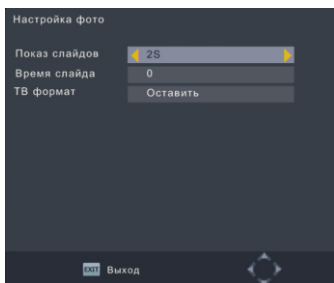 Настройка фото
Показ слайдов 2S
Время слайда 0
ТВ формат Оставить
EXIT Выход